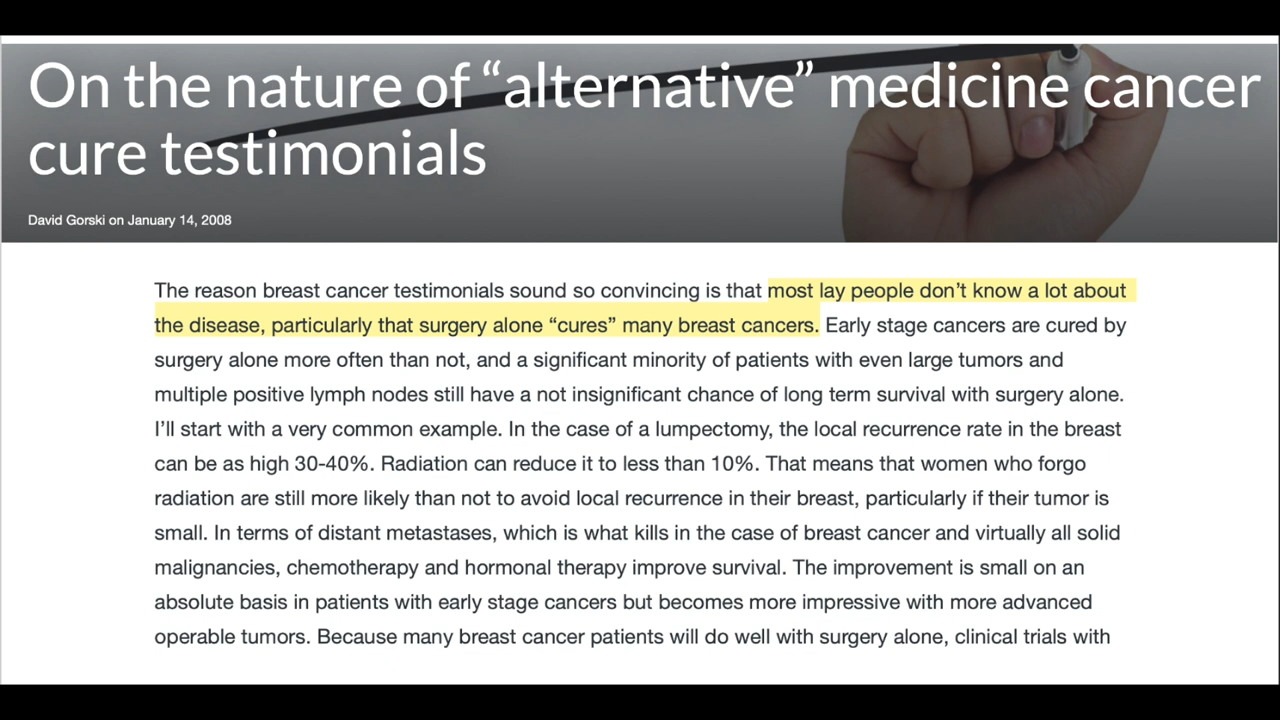 On the nature of “alternative” medicine cancer
cure testimonials
David Gorski on January 14, 2008
The reason breast cancer testimonials sound so convincing is that most lay people don’t know a lot about
the disease, particularly that surgery alone “cures” many breast cancers. Early stage cancers are cured by
surgery alone more often than not, and a significant minority of patients with even large tumors and
multiple positive lymph nodes still have a not insignificant chance of long term survival with surgery alone.
I’ll start with a very common example. In the case of a lumpectomy, the local recurrence rate in the breast
can be as high 30-40%. Radiation can reduce it to less than 10%. That means that women who forgo
radiation are still more likely than not to avoid local recurrence in their breast, particularly if their tumor is
small. In terms of distant metastases, which is what kills in the case of breast cancer and virtually all solid
malignancies, chemotherapy and hormonal therapy improve survival. The improvement is small on an
absolute basis in patients with early stage cancers but becomes more impressive with more advanced
operable tumors. Because many breast cancer patients will do well with surgery alone, clinical trials with